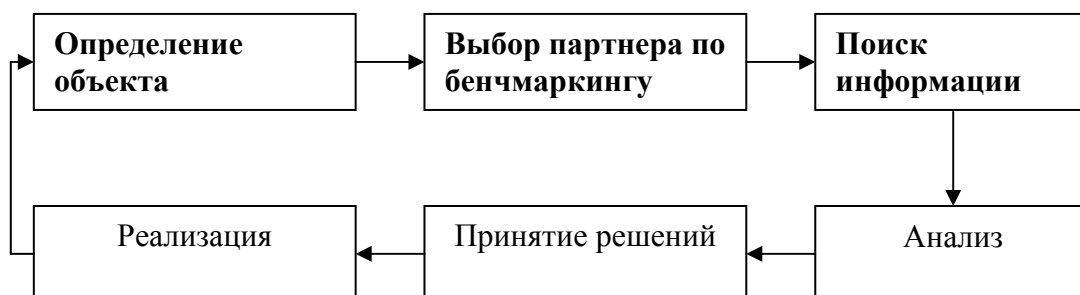 Определение
объекта
Выбор партнера по
бенчмаркингу
Поиск
информации
Реализация
Принятие решений
Анализ